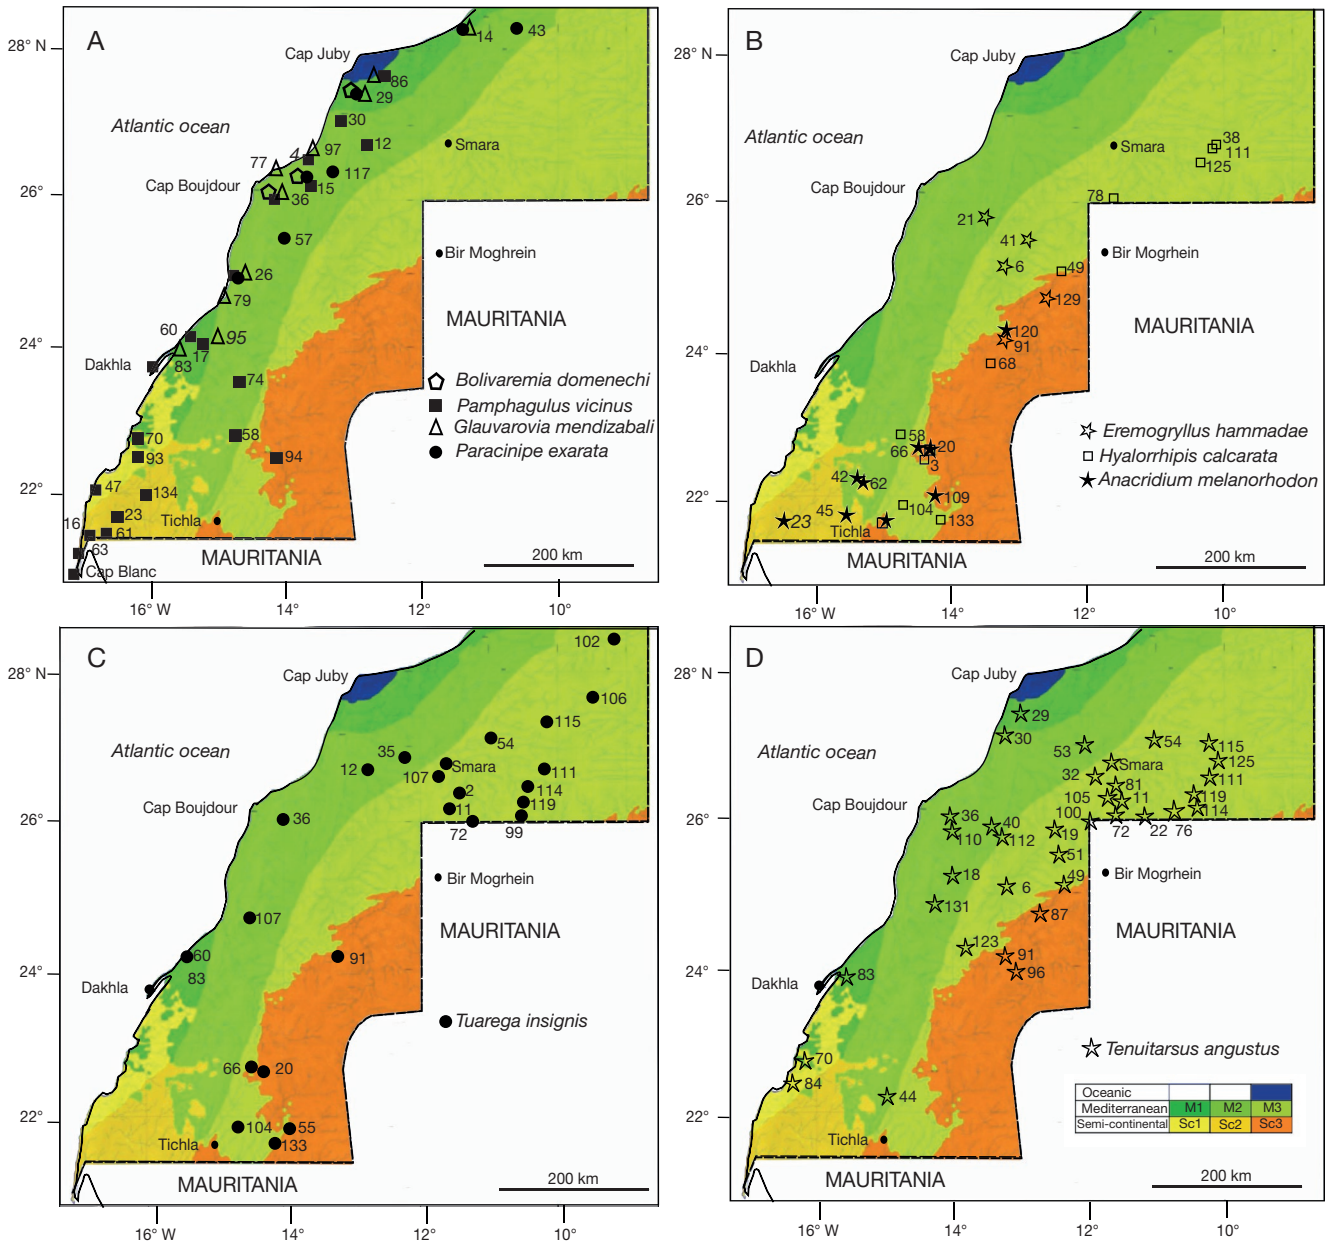 A
28° N
Cap Juby
14
43
86
29
30
Atlantic ocean
12
Smara
4
97
77
117
15
Cap Boujdour
36
26°
57
Bir Moghrein
26
79
MAURITANIA
60
95
24°
17
Dakhla
83
74
Bolivaremia domenechi
Pamphagulus vicinus
Glauvarovia mendizabali
Paracinipe exarata
70
58
93
94
47
134
22°
23
Tichla
16
61
63
MAURITANIA
200 km
Cap Blanc
16° W
14°
12°
10°
B
28° N
Cap Juby
Atlantic ocean
38
Smara
111
125
Cap Boujdour
78
26°
21
41
Bir Mogrhein
6
49
129
MAURITANIA
120
91
24°
68
Dakhla
Eremogryllus hammadae
Hyalorrhipis calcarata
Anacridium melanorhodon
58
66
20
3
42
62
109
22°
104
45
23
133
Tichla
MAURITANIA
200 km
16° W
14°
12°
10°
C
102
28° N
Cap Juby
106
115
Atlantic ocean
54
35
12
Smara
111
107
2
114
11
119
Cap Boujdour
36
26°
72
99
Bir Mogrhein
107
MAURITANIA
60
91
83
24°
Dakhla
Tuarega insignis
66
20
22°
104
55
Tichla
133
MAURITANIA
200 km
16° W
14°
12°
10°
D
28° N
Cap Juby
29
30
Atlantic ocean
53
54
115
Smara
125
32
81
111
105
11
119
Cap Boujdour
36
40
100
114
26°
110
112
19
72
22
76
51
18
6
49
Bir Mogrhein
131
87
MAURITANIA
123
91
96
24°
83
Dakhla
Tenuitarsus angustus
70
84
44
Oceanic
Mediterranean M1 M2 M3
Semi-continental Sc1 Sc2 Sc3
22°
Tichla
MAURITANIA
200 km
16° W
14°
12°
10°